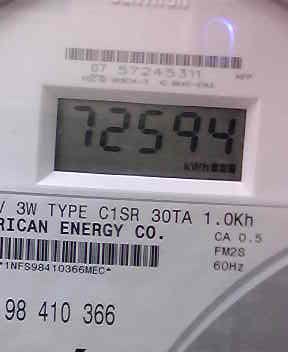 07 57245311
72594
kWh
V 3W TYPE C1SR 30TA 1.0Kh
RICAN ENERGY CO.
CA 0.5
FM2S
60Hz
*1NFS98410366MEC*
98 410 366